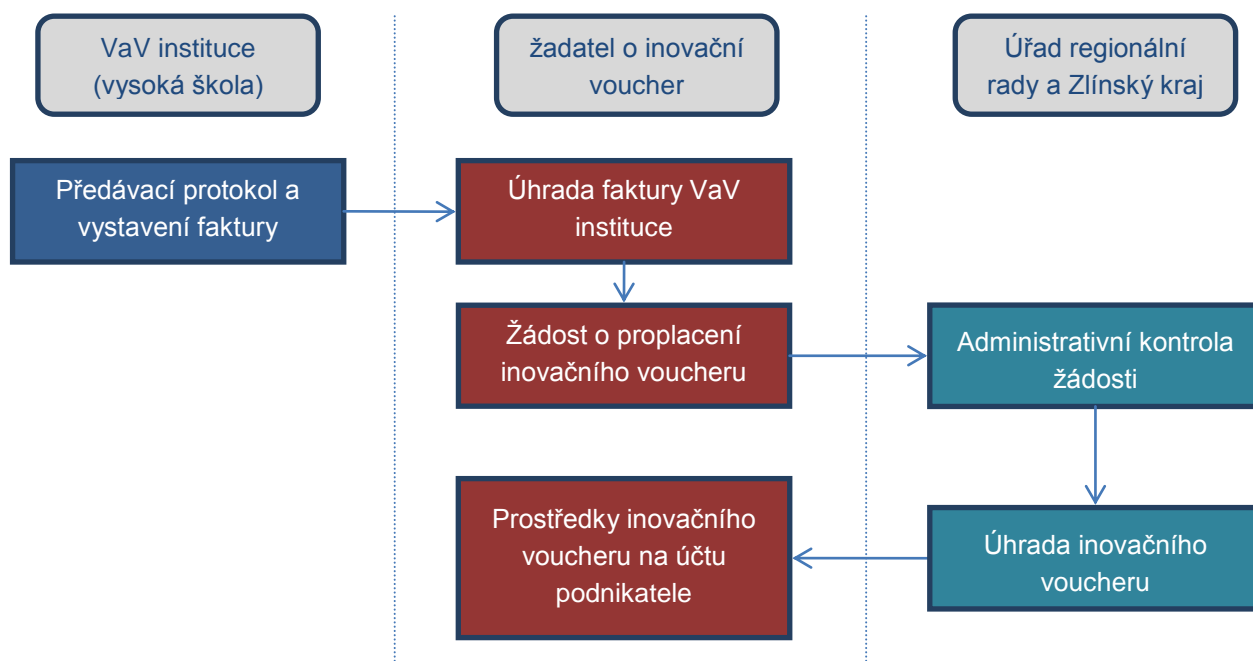 VaV instituce
(vysoká škola)
žadatel o inovační
voucher
Úřad regionální
rady a Zlínský kraj
Předávací protokol a
vystavení faktury
Úhrada faktury VaV
instituce
Žádost o proplacení
inovačního voucheru
Administrativní kontrola
žádosti
Prostředky inovačního
voucheru na účtu
podnikatele
Úhrada inovačního
voucheru